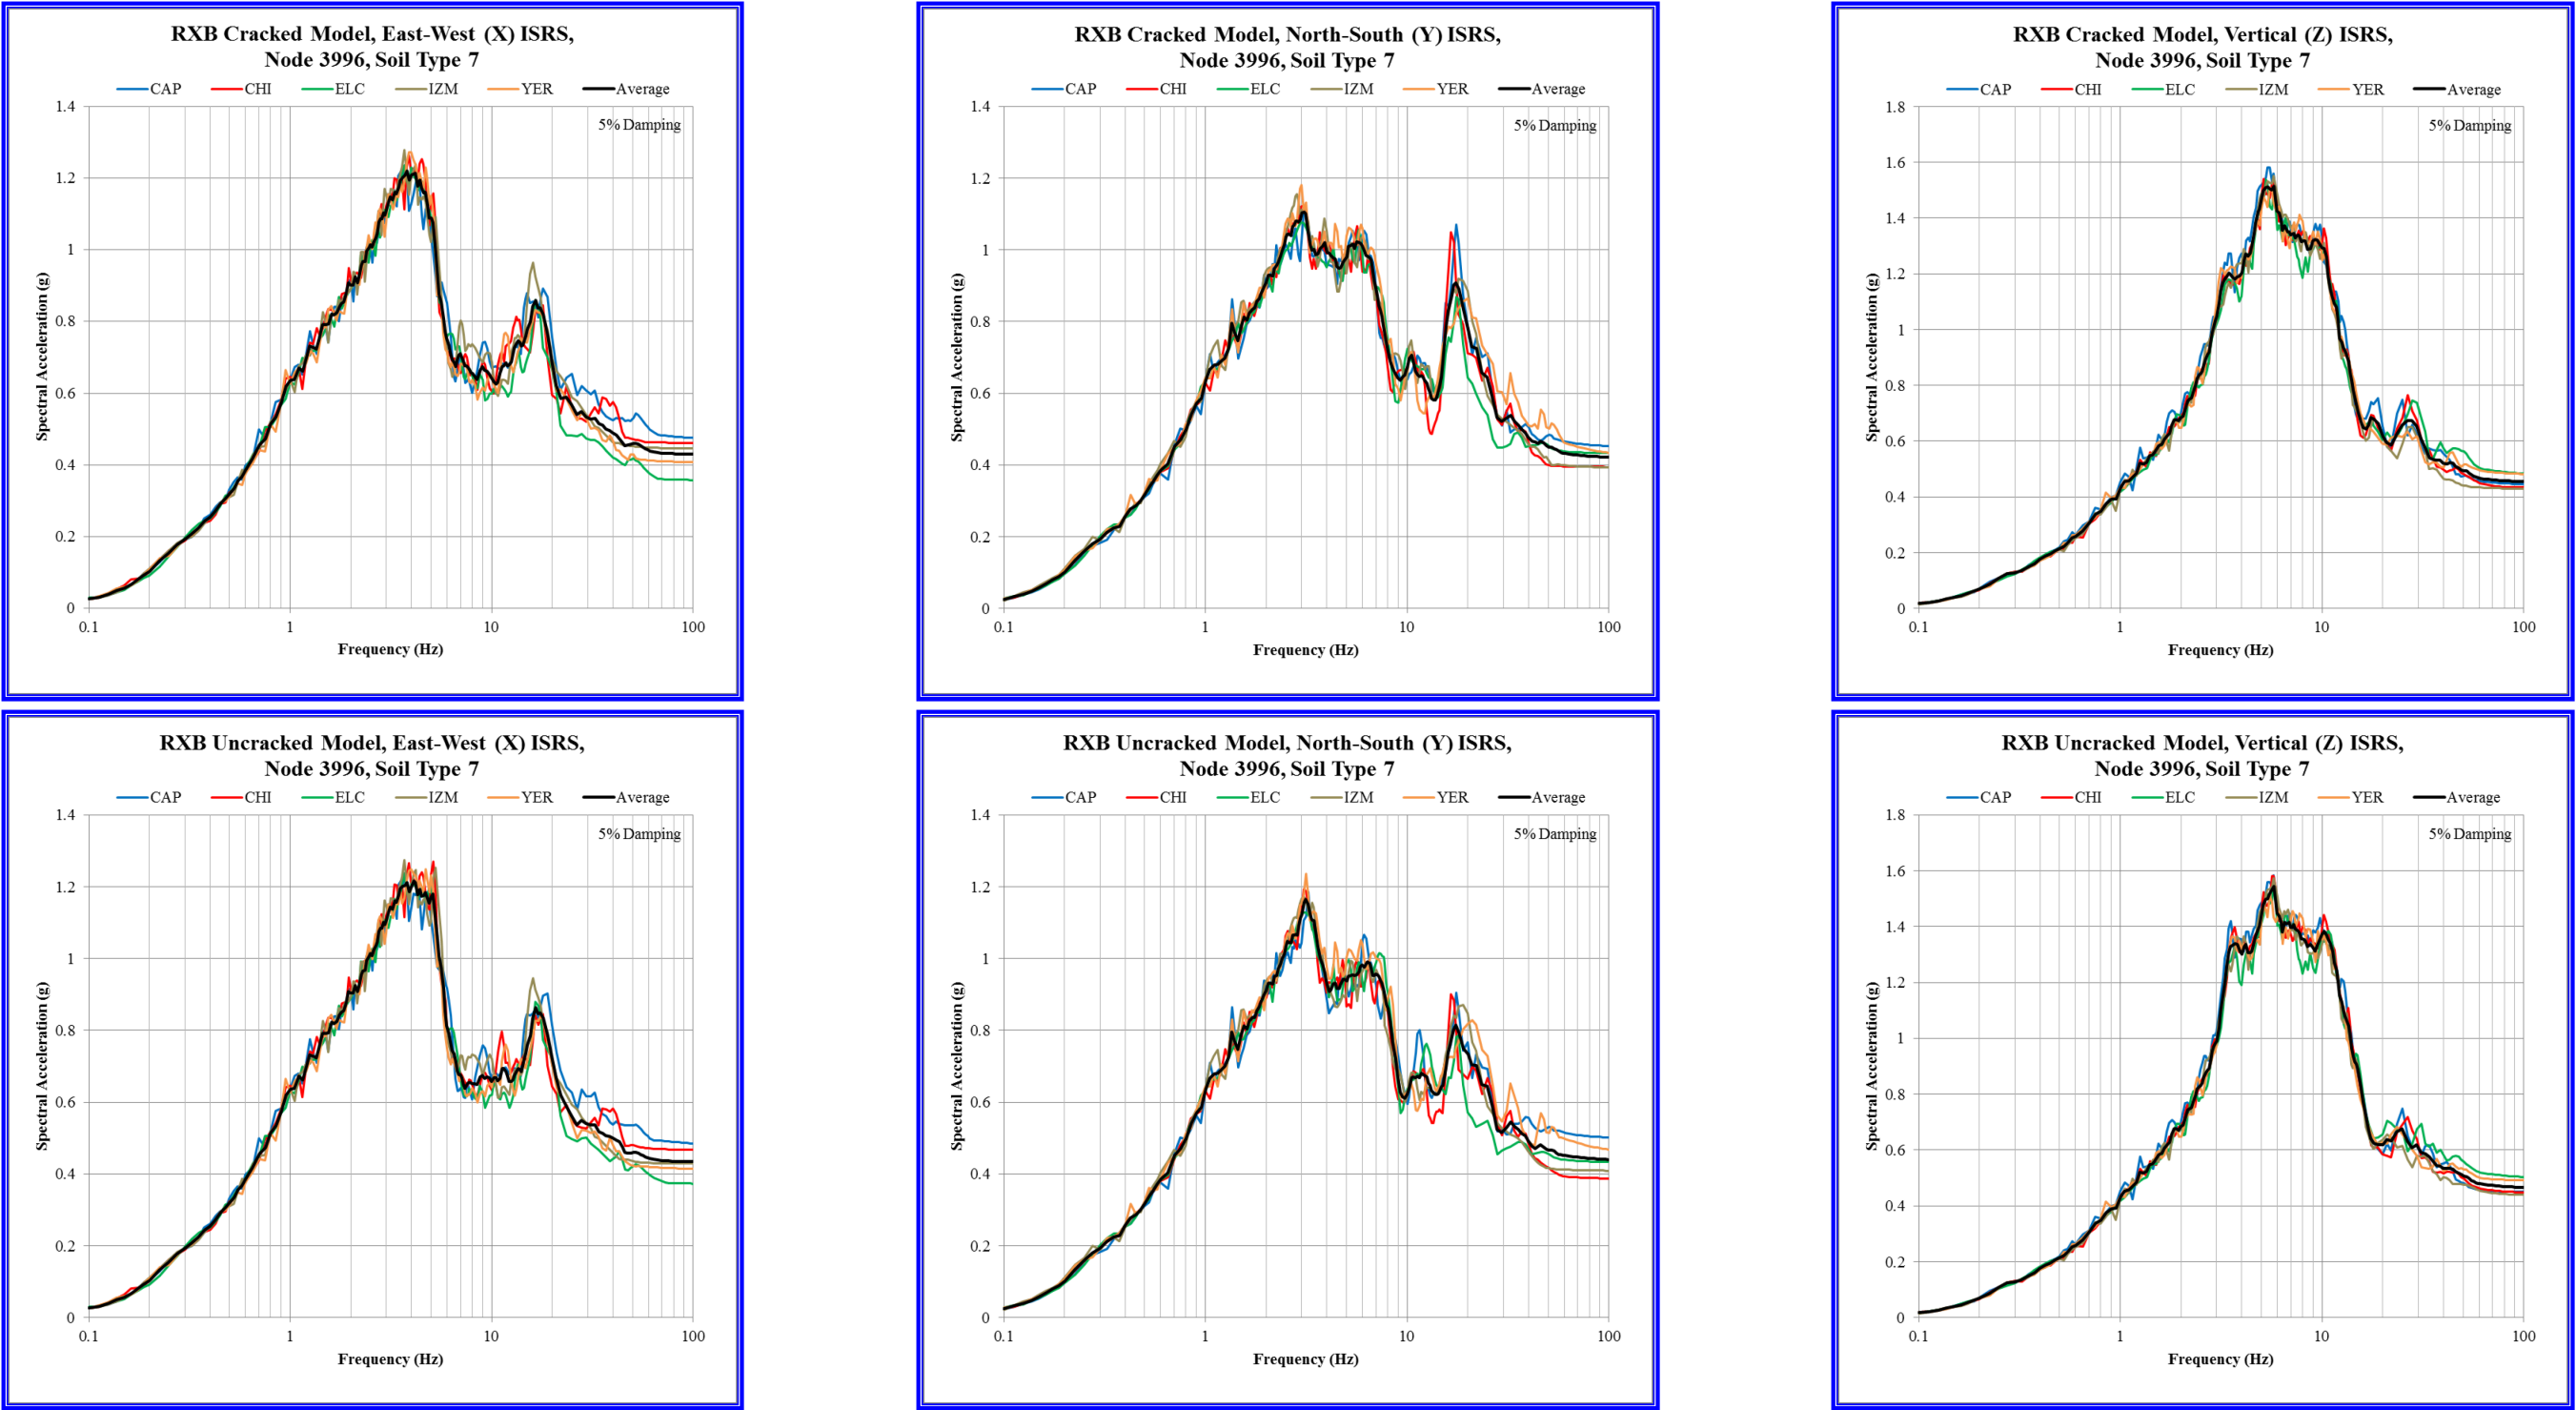 RXB Cracked Model, East-West (X) ISRS,
Node 3996, Soil Type 7
CAP CHI ELC IZM YER Average
5% Damping
Spectral Acceleration (g)
1.4
1.2
1
0.8
0.6
0.4
0.2
0
0.1 1 10 100
Frequency (Hz)
RXB Cracked Model, North-South (Y) ISRS,
Node 3996, Soil Type 7
CAP CHI ELC IZM YER Average
5% Damping
Spectral Acceleration (g)
1.4
1.2
1
0.8
0.6
0.4
0.2
0
0.1 1 10 100
Frequency (Hz)
RXB Cracked Model, Vertical (Z) ISRS,
Node 3996, Soil Type 7
CAP CHI ELC IZM YER Average
5% Damping
Spectral Acceleration (g)
1.8
1.6
1.4
1.2
1
0.8
0.6
0.4
0.2
0
0.1 1 10 100
Frequency (Hz)
RXB Uncracked Model, East-West (X) ISRS,
Node 3996, Soil Type 7
CAP CHI ELC IZM YER Average
5% Damping
Spectral Acceleration (g)
1.4
1.2
1
0.8
0.6
0.4
0.2
0
0.1 1 10 100
Frequency (Hz)
RXB Uncracked Model, North-South (Y) ISRS,
Node 3996, Soil Type 7
CAP CHI ELC IZM YER Average
5% Damping
Spectral Acceleration (g)
1.4
1.2
1
0.8
0.6
0.4
0.2
0
0.1 1 10 100
Frequency (Hz)
RXB Uncracked Model, Vertical (Z) ISRS,
Node 3996, Soil Type 7
CAP CHI ELC IZM YER Average
5% Damping
Spectral Acceleration (g)
1.8
1.6
1.4
1.2
1
0.8
0.6
0.4
0.2
0
0.1 1 10 100
Frequency (Hz)